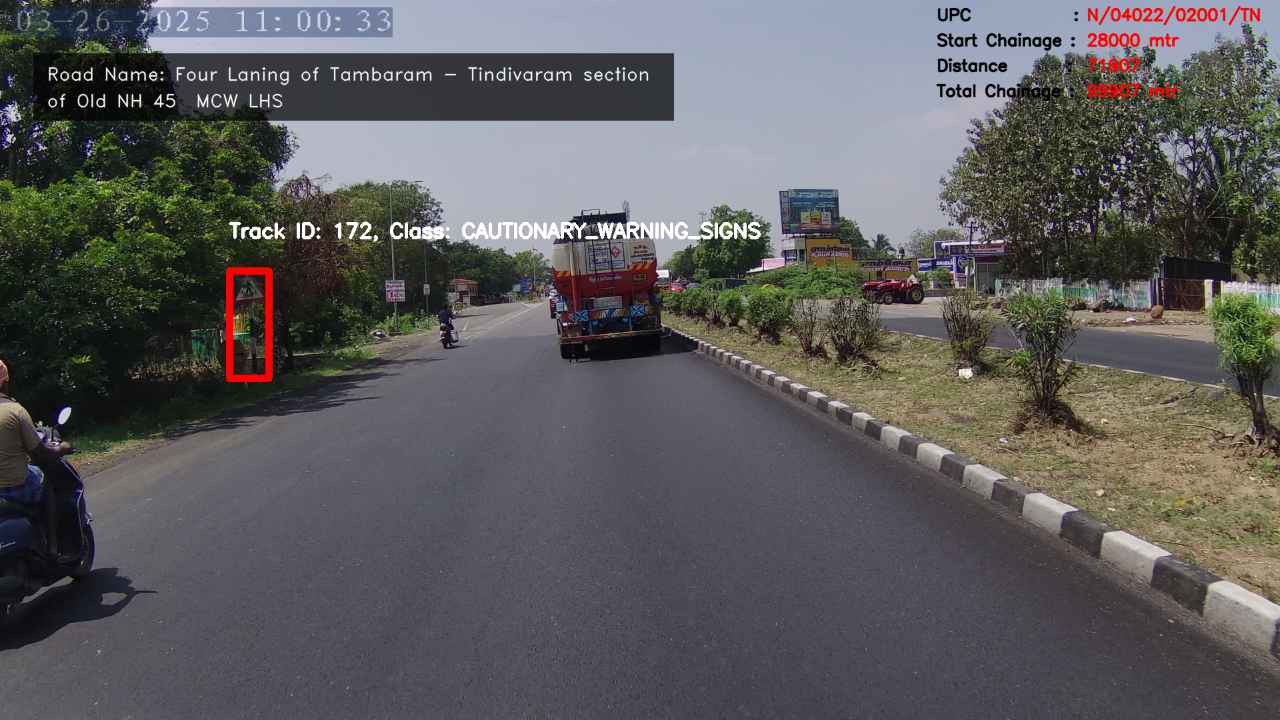 03-26-2025 11:00:33
Road Name: Four Laning of Tambaram - Tindivaram section
of Old NH 45 MCW LHS
UPC : N/04022/02001/TN
Start Chainage : 28000 mtr
Distance : 71907
Total Chainage : 99907 mtr
Track ID: 172, Class: CAUTIONARY_WARNING_SIGNS